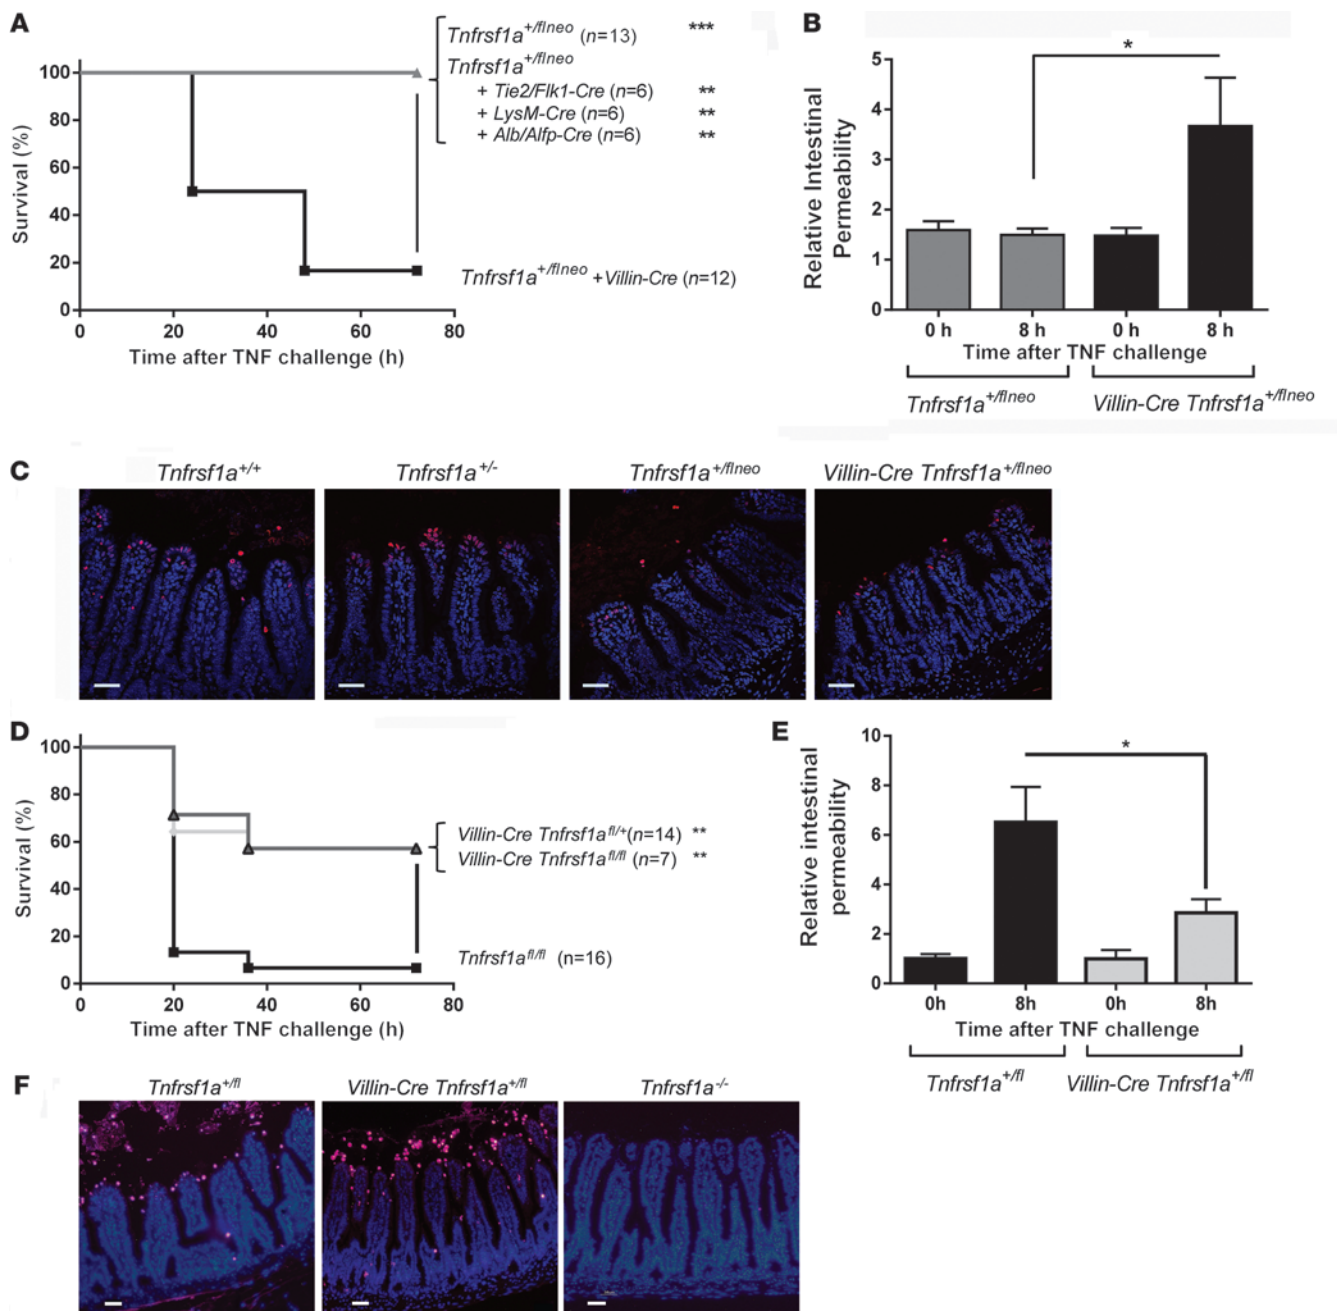 A
Tnfrsf1a+/flneo (n=13) ***
Tnfrsf1a+/flneo
+ Tie2/Flk1-Cre (n=6) **
+ LysM-Cre (n=6) **
+ Alb/Alfp-Cre (n=6) **
100
80
60
40
20
0
Survival (%)
Tnfrsf1a+/flneo +Villin-Cre (n=12)
0 20 40 60 80
Time after TNF challenge (h)
B
5
4
3
2
1
0
Relative Intestinal
Permeability
*
0 h 8 h 0 h 8 h
Time after TNF challenge
Tnfrsf1a+/flneo Villin-Cre Tnfrsf1a+/flneo
C
Tnfrsf1a+/+ Tnfrsf1a+/- Tnfrsf1a+/flneo Villin-Cre Tnfrsf1a+/flneo
D
100
80
60
40
20
0
Survival (%)
Villin-Cre Tnfrsf1afl/+(n=14) **
Villin-Cre Tnfrsf1afl/fl (n=7) **
Tnfrsf1afl/fl (n=16)
0 20 40 60 80
Time after TNF challenge (h)
E
10
8
6
4
2
0
Relative intestinal
permeability
*
0h 8h 0h 8h
Time after TNF challenge
Tnfrsf1a+/fl Villin-Cre Tnfrsf1a+/fl
F
Tnfrsf1a+/fl Villin-Cre Tnfrsf1a+/fl Tnfrsf1a-/-